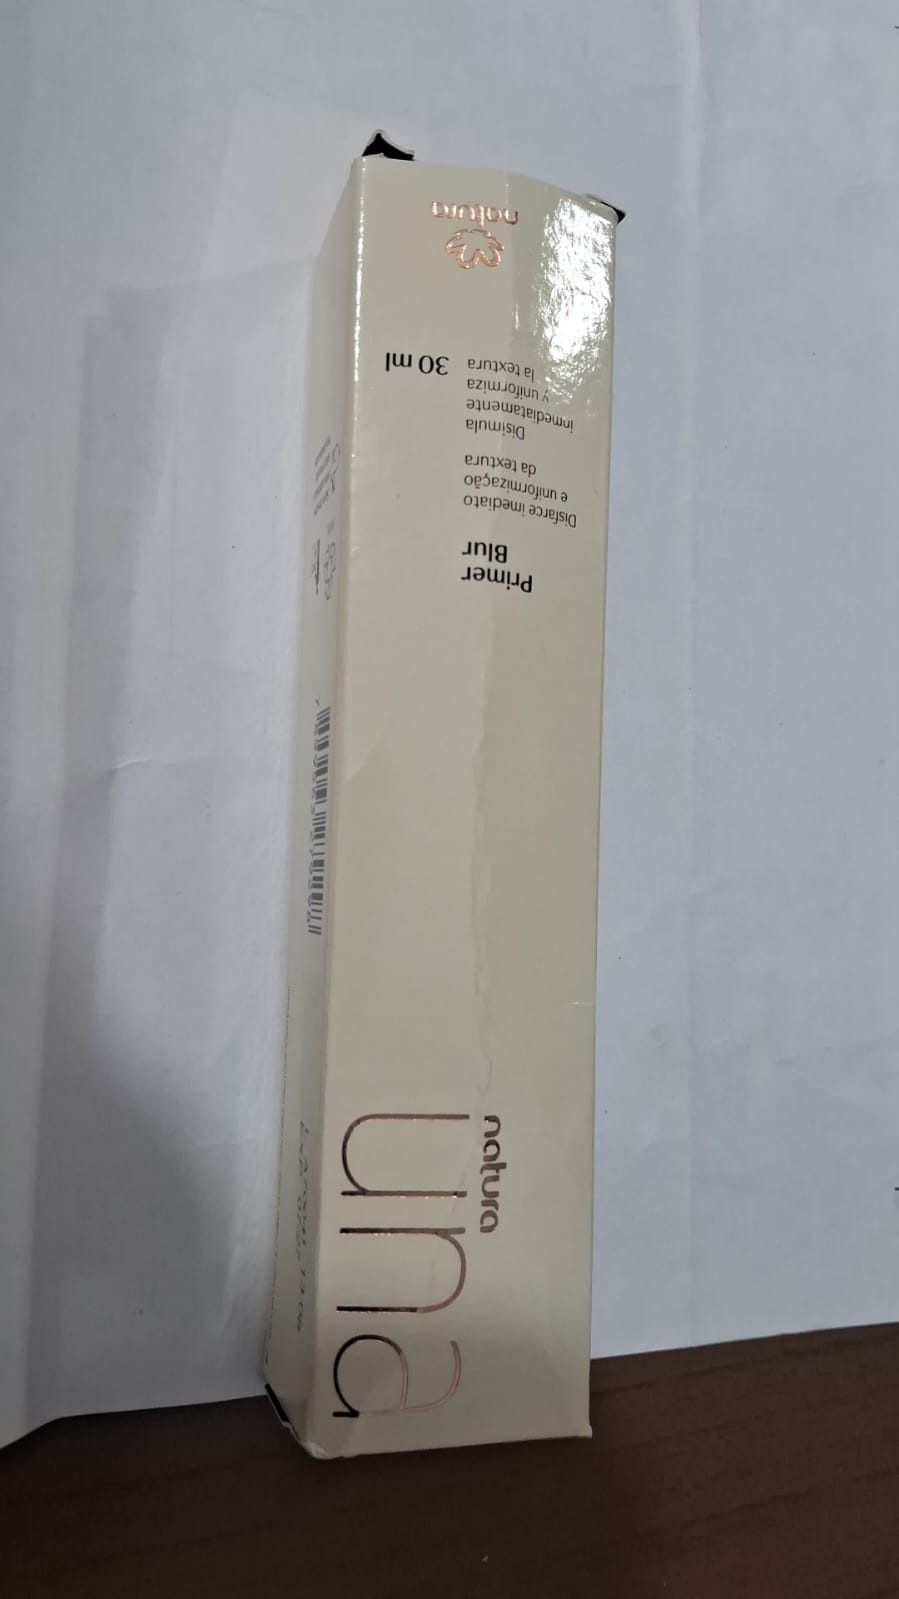 natura
una
Primer
Blur
Disfarce imediato
e uniformização
da textura
Disimula
inmediatamente
y uniformiza
la textura
30 ml
natura